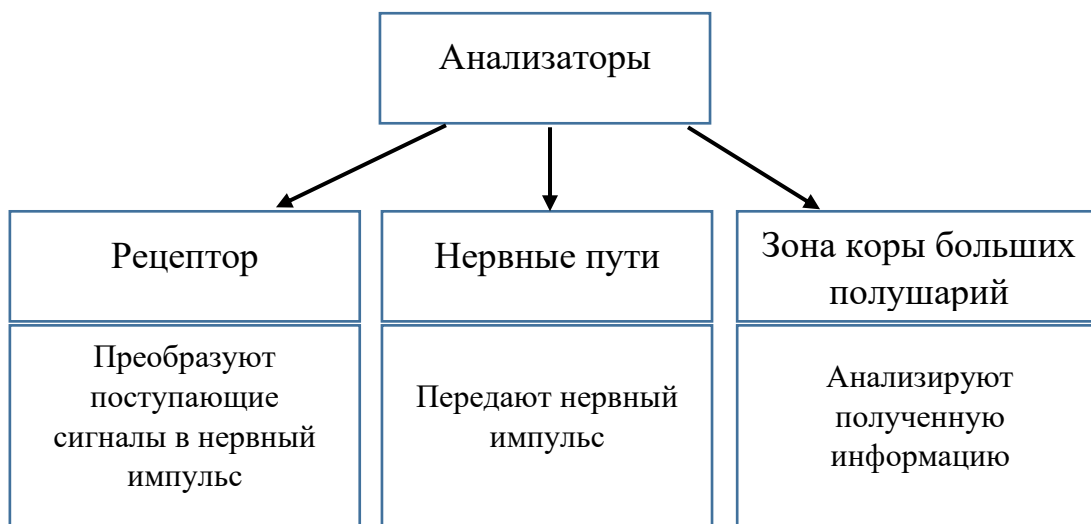 Анализаторы
Рецептор
Нервные пути
Зона коры больших
полушарий
Преобразуют
поступающие
сигналы в нервный
импульс
Передают нервный
импульс
Анализируют
полученную
информацию